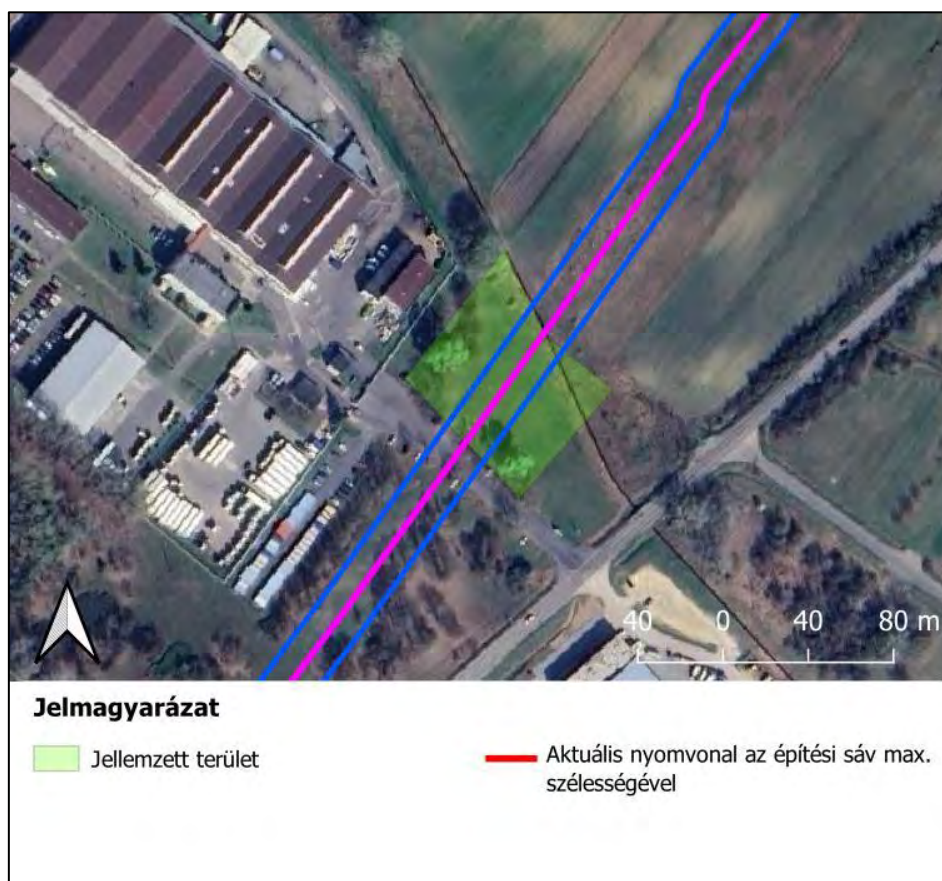 40 0 40 80 m
Jelmagyarázat
Jellemzett terület
Aktuális nyomvonal az építési sáv max.
szélességével